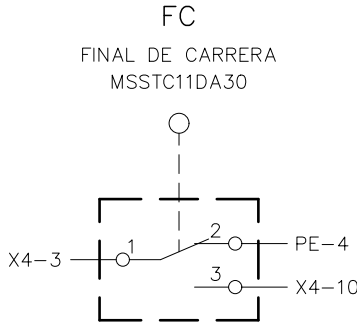 FC
FINAL DE CARRERA
MSSTC11DA30
2
1
PE-4
X4-3
3
X4-10